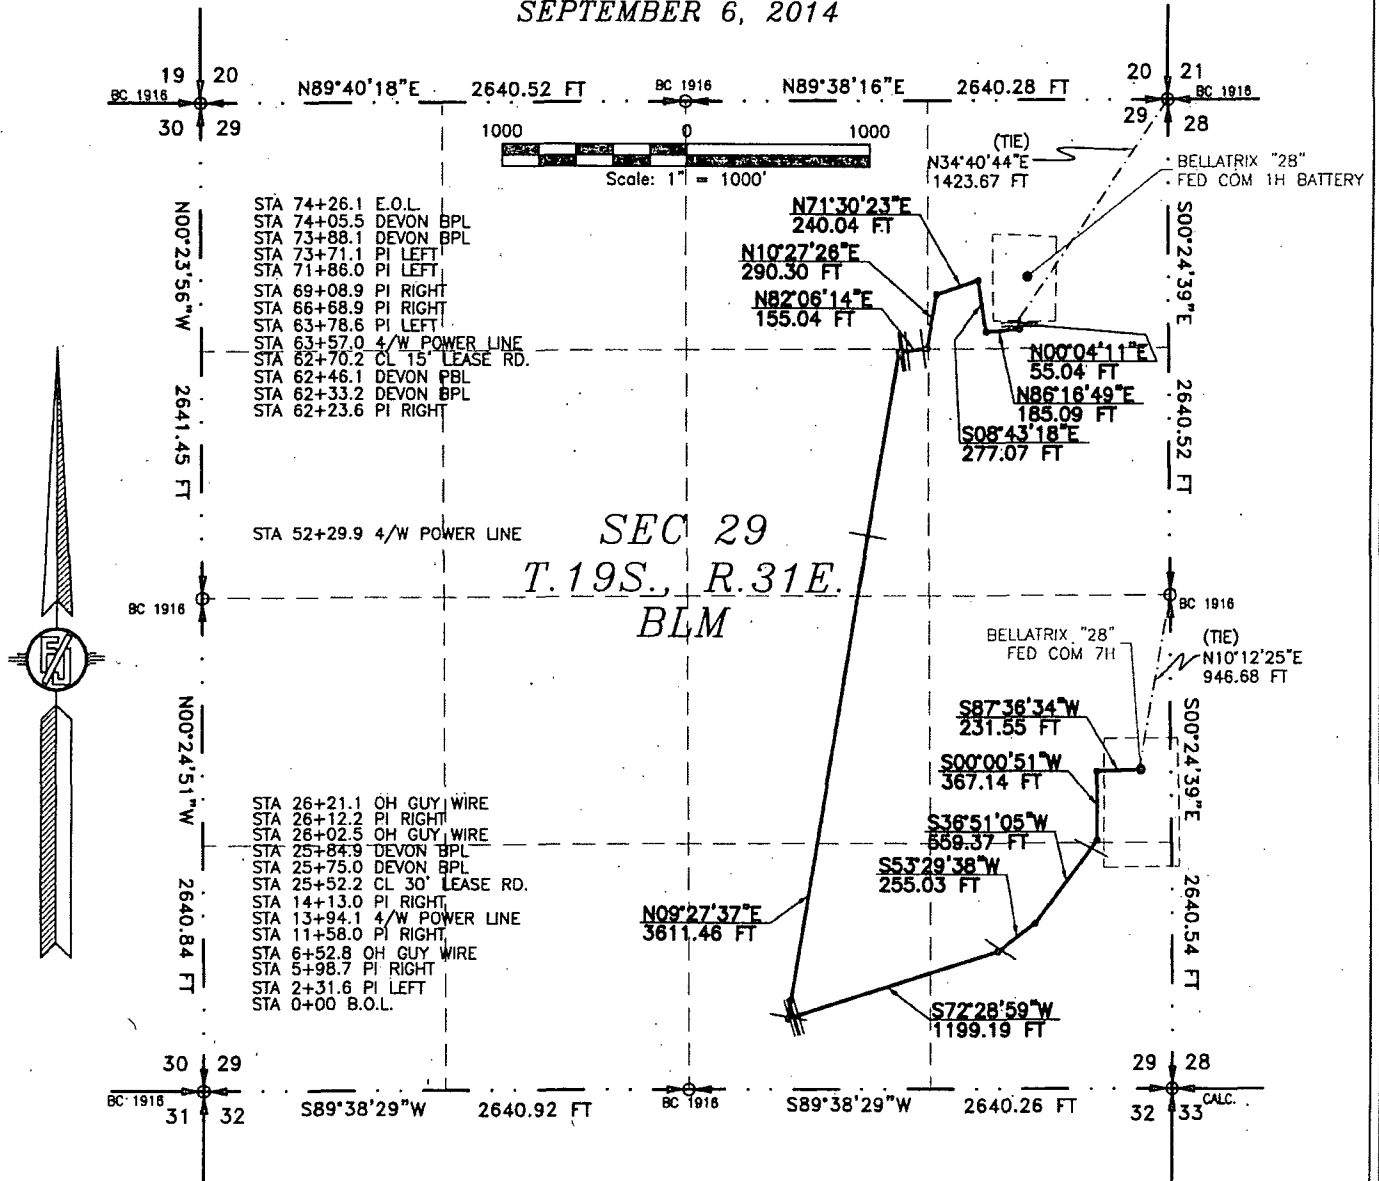 SEPTEMBER 6, 2014
19 20
N89°40'18"E 2640.52 FT
BC 1916
N89°38'16"E 2640.28 FT
20 21
BC 1916
BC 1916
30 29
29 28
1000 0 1000
Scale: 1" = 1000'
(TIE)
N34°40'44"E
1423.67 FT
BELLATRIX "28"
FED COM 1H BATTERY
STA 74+26.1 E.O.L.
STA 74+05.5 DEVON BPL
STA 73+88.1 DEVON BPL
STA 73+71.1 PI LEFT
STA 71+86.0 PI LEFT
STA 69+08.9 PI RIGHT
STA 66+68.9 PI RIGHT
STA 63+78.6 PI LEFT
STA 63+57.0 4/W POWER LINE
STA 62+70.2 CL 15' LEASE RD.
STA 62+46.1 DEVON PBL
STA 62+33.2 DEVON BPL
STA 62+23.6 PI RIGHT
N00°23'56"W
2641.45 FT
N71°30'23"E
240.04 FT
N10°27'26"E
290.30 FT
N82°06'14"E
155.04 FT
S00°24'39"E
2640.52 FT
N00°04'11"E
55.04 FT
N86°16'49"E
185.09 FT
S08°43'18"E
277.07 FT
STA 52+29.9 4/W POWER LINE
SEC 29
T.19S., R.31E.
BLM
BC 1916
BC 1916
BELLATRIX "28"
FED COM 7H
(TIE)
N10°12'25"E
946.68 FT
N00°24'51"W
2640.84 FT
S87°36'34"W
231.55 FT
S00°00'51"W
367.14 FT
S36°51'05"W
559.37 FT
S53°29'38"W
255.03 FT
S00°24'39"E
2640.54 FT
STA 26+21.1 OH GUY WIRE
STA 26+12.2 PI RIGHT
STA 26+02.5 OH GUY WIRE
STA 25+84.9 DEVON BPL
STA 25+75.0 DEVON BPL
STA 25+52.2 CL 30' LEASE RD.
STA 14+13.0 PI RIGHT
STA 13+94.1 4/W POWER LINE
STA 11+58.0 PI RIGHT
STA 6+52.8 OH GUY WIRE
STA 5+98.7 PI RIGHT
STA 2+31.6 PI LEFT
STA 0+00 B.O.L.
N09°27'37"E
3611.46 FT
S72°28'59"W
1199.19 FT
30 29
29 28
BC 1916
BC 1916
CALC.
31 32
S89°38'29"W 2640.92 FT
S89°38'29"W 2640.26 FT
32 33